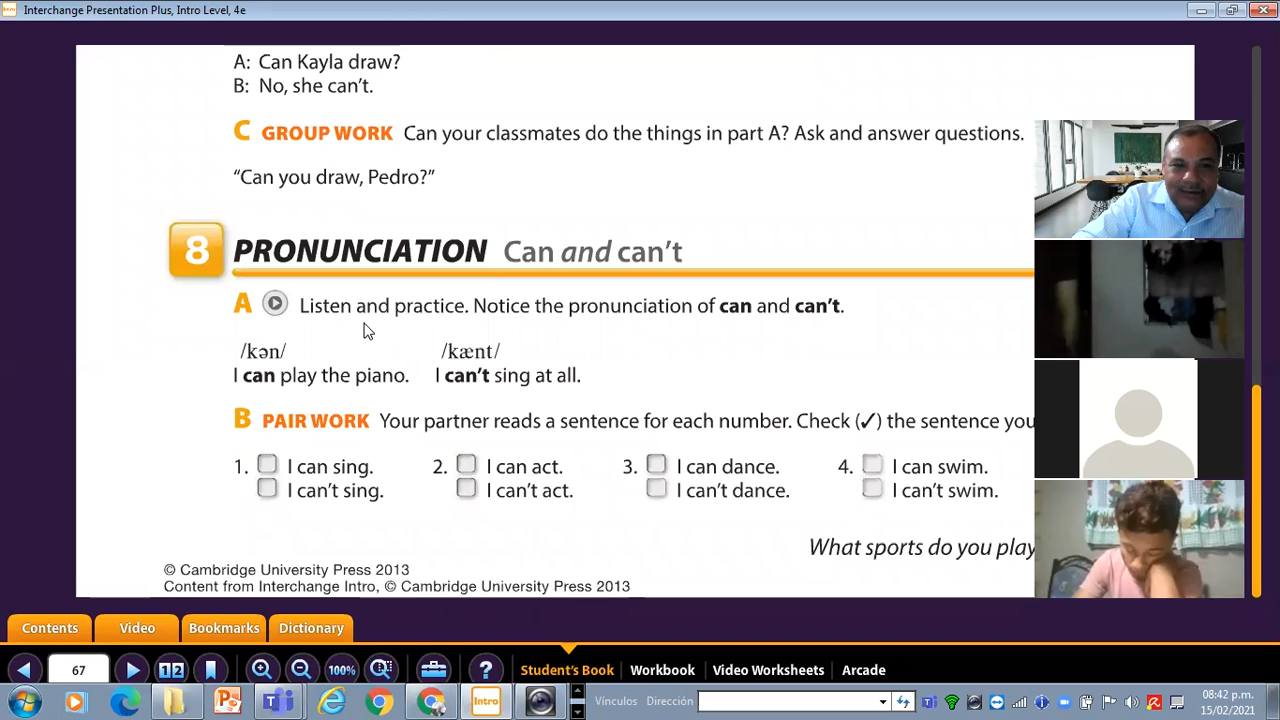 Interchange Presentation Plus, Intro Level, 4e
A: Can Kayla draw?
B: No, she can't.
C GROUP WORK Can your classmates do the things in part A? Ask and answer questions.
“Can you draw, Pedro?”
8 PRONUNCIATION Can and can't
A Listen and practice. Notice the pronunciation of can and can't.
/kən/ /kænt/
I can play the piano. I can't sing at all.
B PAIR WORK Your partner reads a sentence for each number. Check (✓) the sentence you
1. I can sing. 2. I can act. 3. I can dance. 4. I can swim.
I can't sing. I can't act. I can't dance. I can't swim.
What sports do you play
© Cambridge University Press 2013
Content from Interchange Intro, © Cambridge University Press 2013
Contents Video Bookmarks Dictionary
67 12 100% Student's Book Workbook Video Worksheets Arcade
Intro Vínculos Dirección 08:42 p.m.
15/02/2021